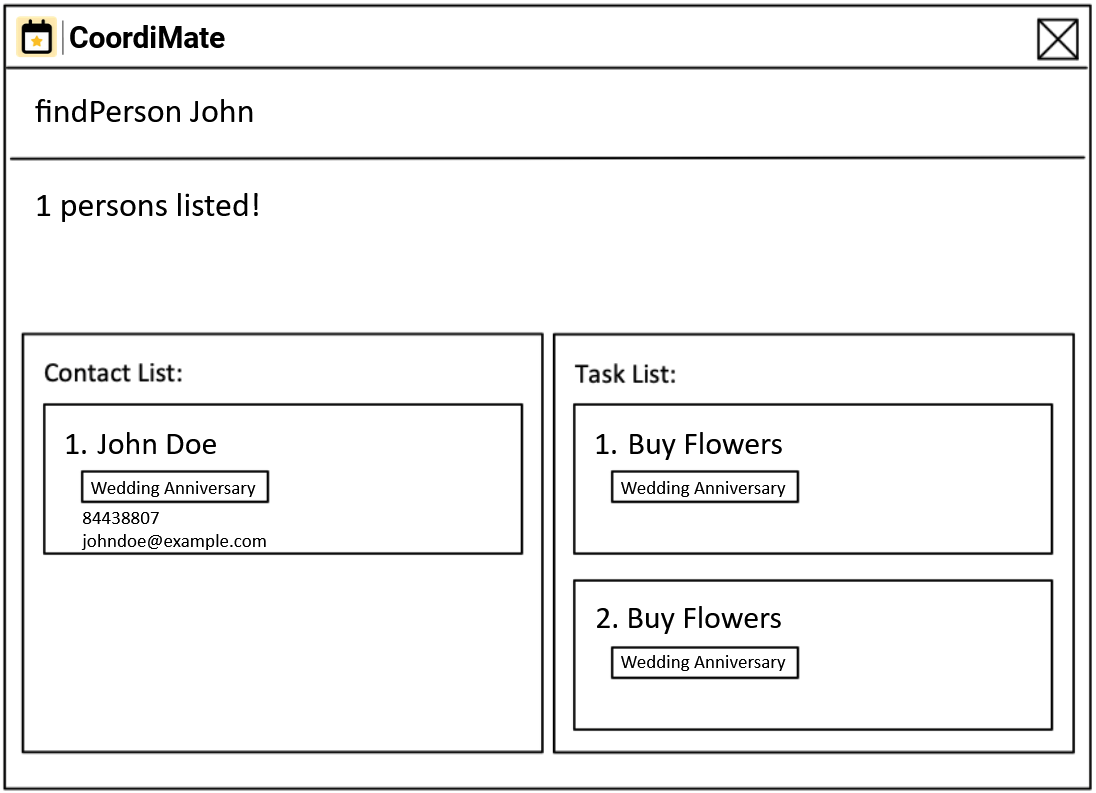 CoordiMate
findPerson John
1 persons listed!
Contact List:
1. John Doe
Wedding Anniversary
84438807
johndoe@example.com
Task List:
1. Buy Flowers
Wedding Anniversary
2. Buy Flowers
Wedding Anniversary